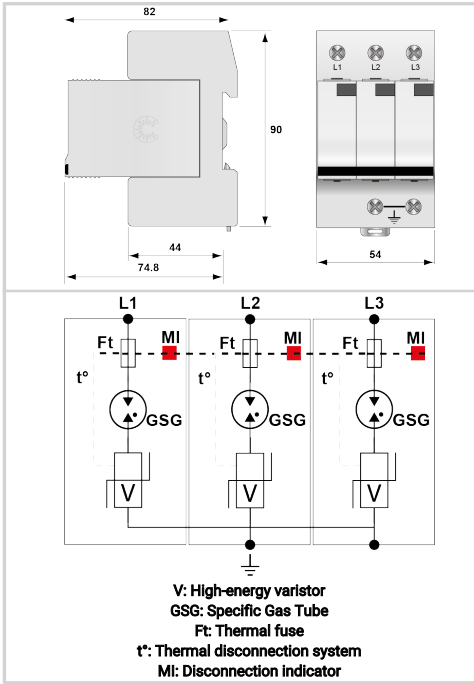 82
90
44
74.8
L1 L2 L3
54
L1 L2 L3
Ft MI Ft MI Ft MI
t° t° t°
GSG GSG GSG
V V V
V: High-energy varistor
GSG: Specific Gas Tube
Ft: Thermal fuse
t°: Thermal disconnection system
MI: Disconnection indicator